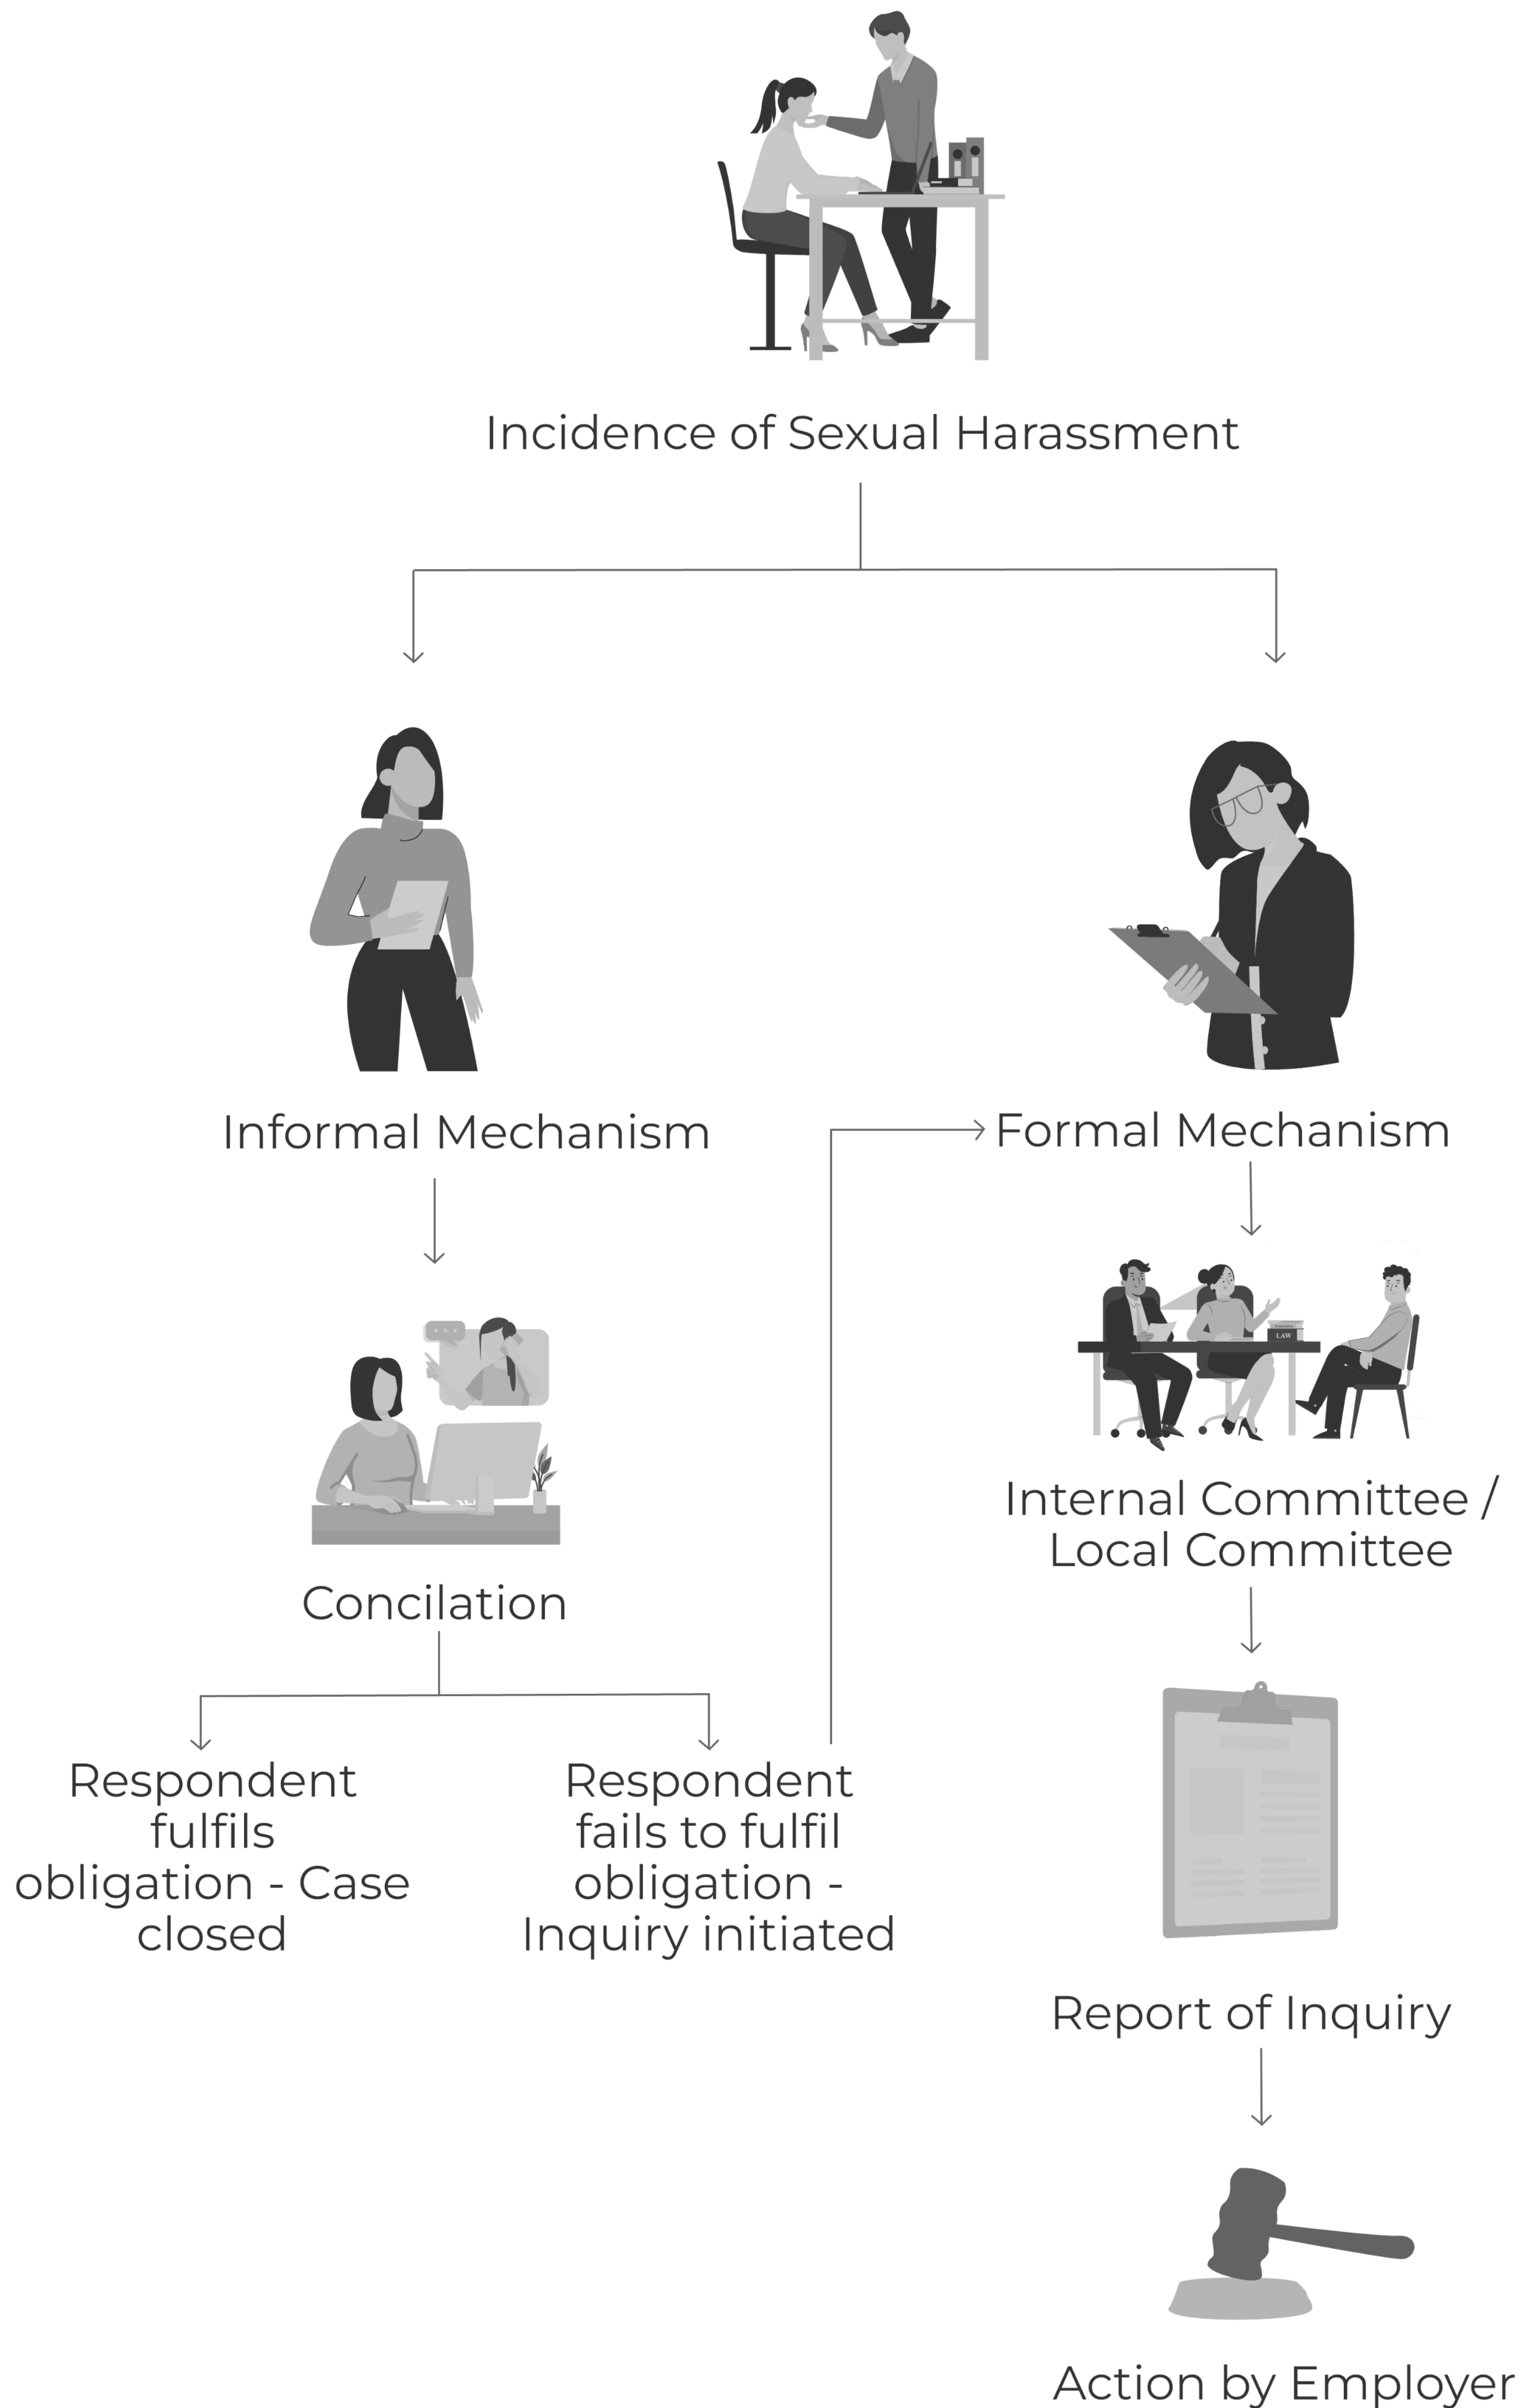 Incidence of Sexual Harassment
Informal Mechanism
Formal Mechanism
LAW
Internal Committee /
Local Committee
Concilation
Respondent
fulfils
obligation - Case
closed
Respondent
fails to fulfil
obligation -
Inquiry initiated
Report of Inquiry
Action by Employer